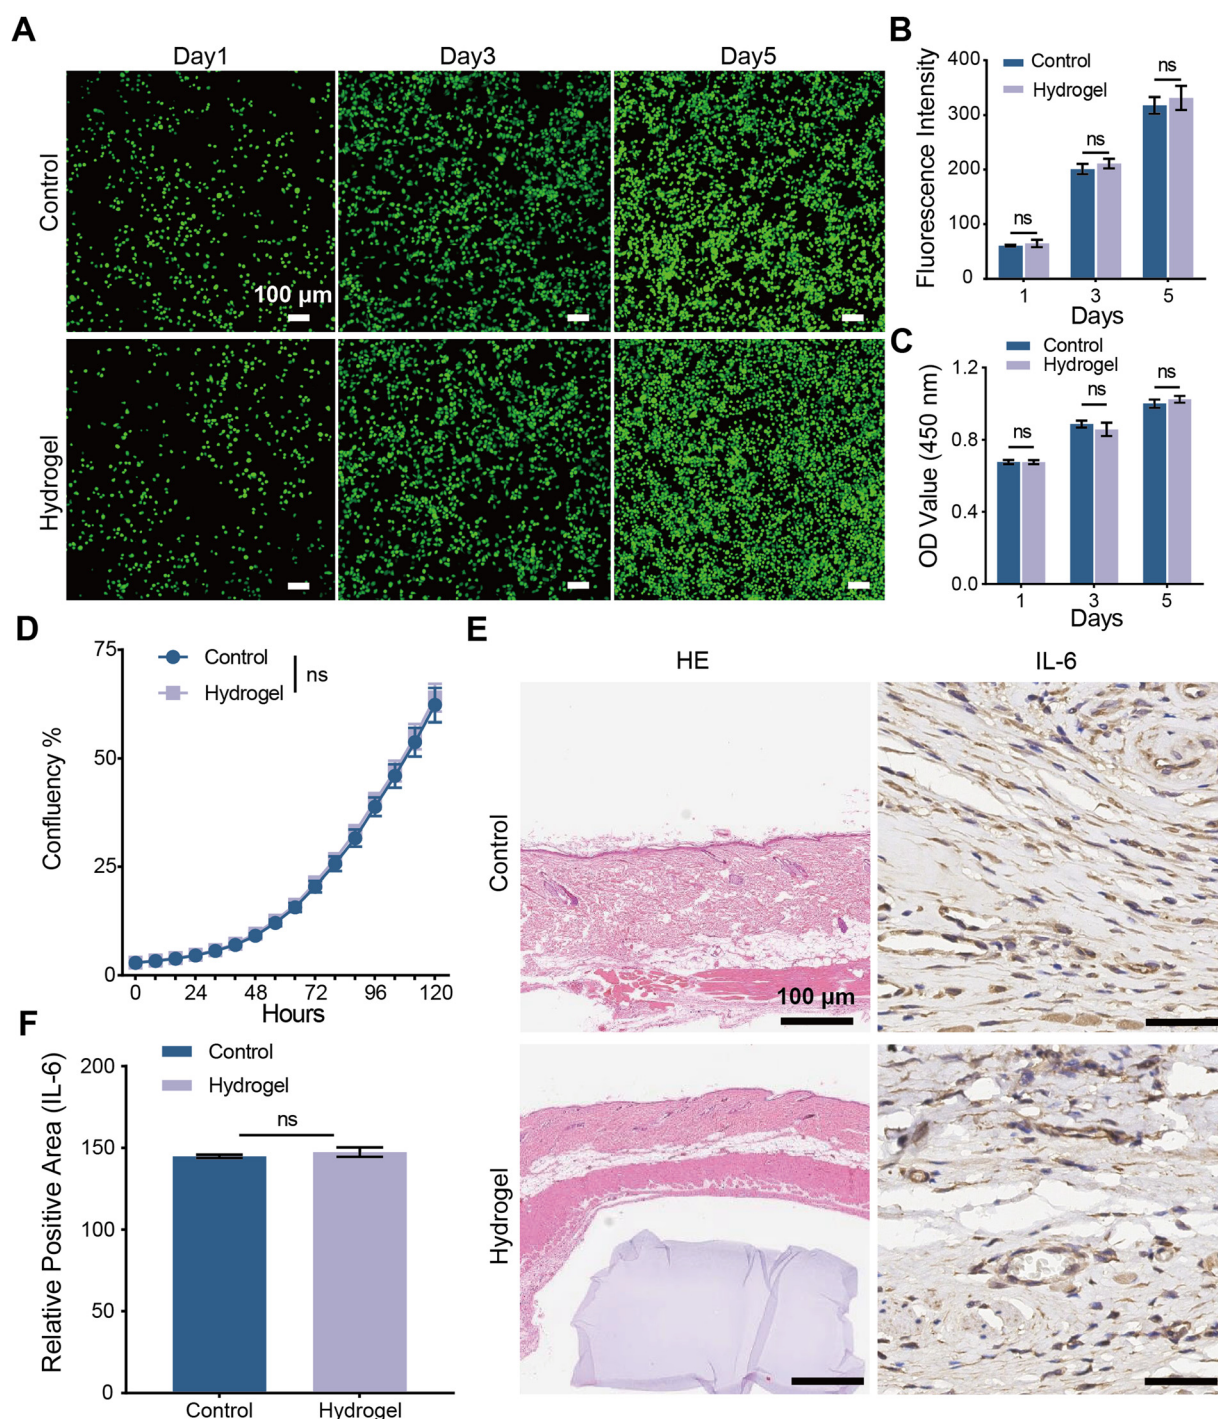 A
Day1
Day3
Day5
Control
100 µm
Hydrogel
B
Control
Hydrogel
Fluorescence Intensity
400
300
200
100
0
ns
ns
ns
1
3
5
Days
C
Control
Hydrogel
OD Value (450 nm)
1.2
0.8
0.4
0.0
ns
ns
ns
1
3
5
Days
D
Control
Hydrogel
ns
Confluency %
75
50
25
0
0
24
48
72
96
120
Hours
E
HE
IL-6
Control
100 µm
Hydrogel
F
Control
Hydrogel
Relative Positive Area (IL-6)
200
150
100
50
0
ns
Control
Hydrogel